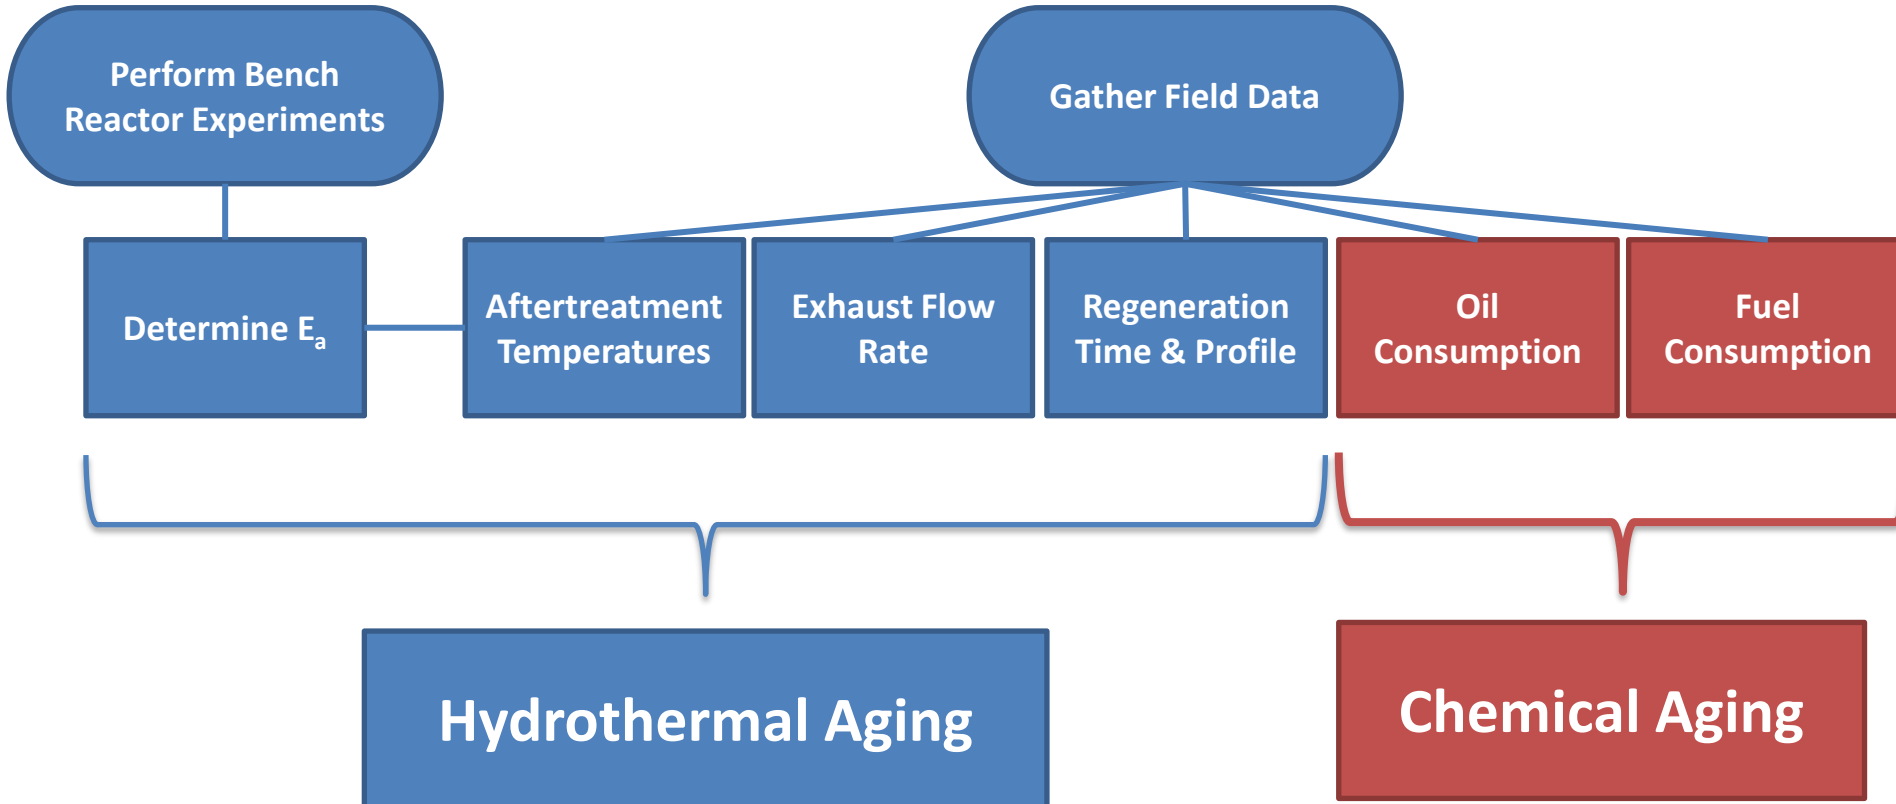 Perform Bench
Reactor Experiments
Gather Field Data
Determine Eₐ
Aftertreatment
Temperatures
Exhaust Flow
Rate
Regeneration
Time & Profile
Oil
Consumption
Fuel
Consumption
Hydrothermal Aging
Chemical Aging